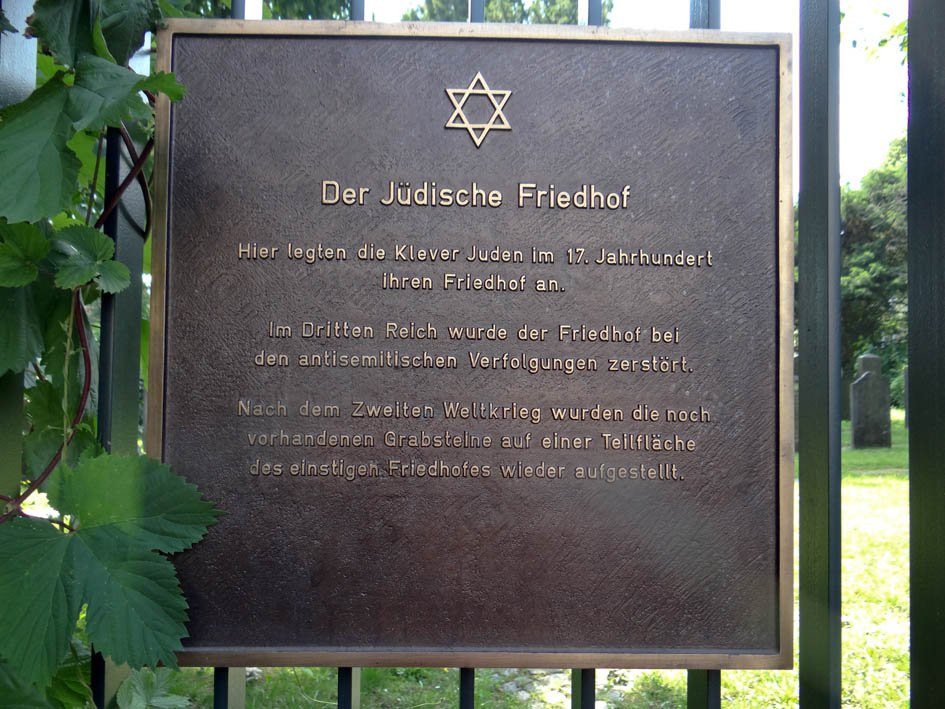 Der Jüdische Friedhof
Hier legten die Klever Juden im 17. Jahrhundert
ihren Friedhof an.
Im Dritten Reich wurde der Friedhof bei
den antisemitischen Verfolgungen zerstört.
Nach dem Zweiten Weltkrieg wurden die noch
vorhandenen Grabsteine auf einer Teilfläche
des einstigen Friedhofes wieder aufgestellt.